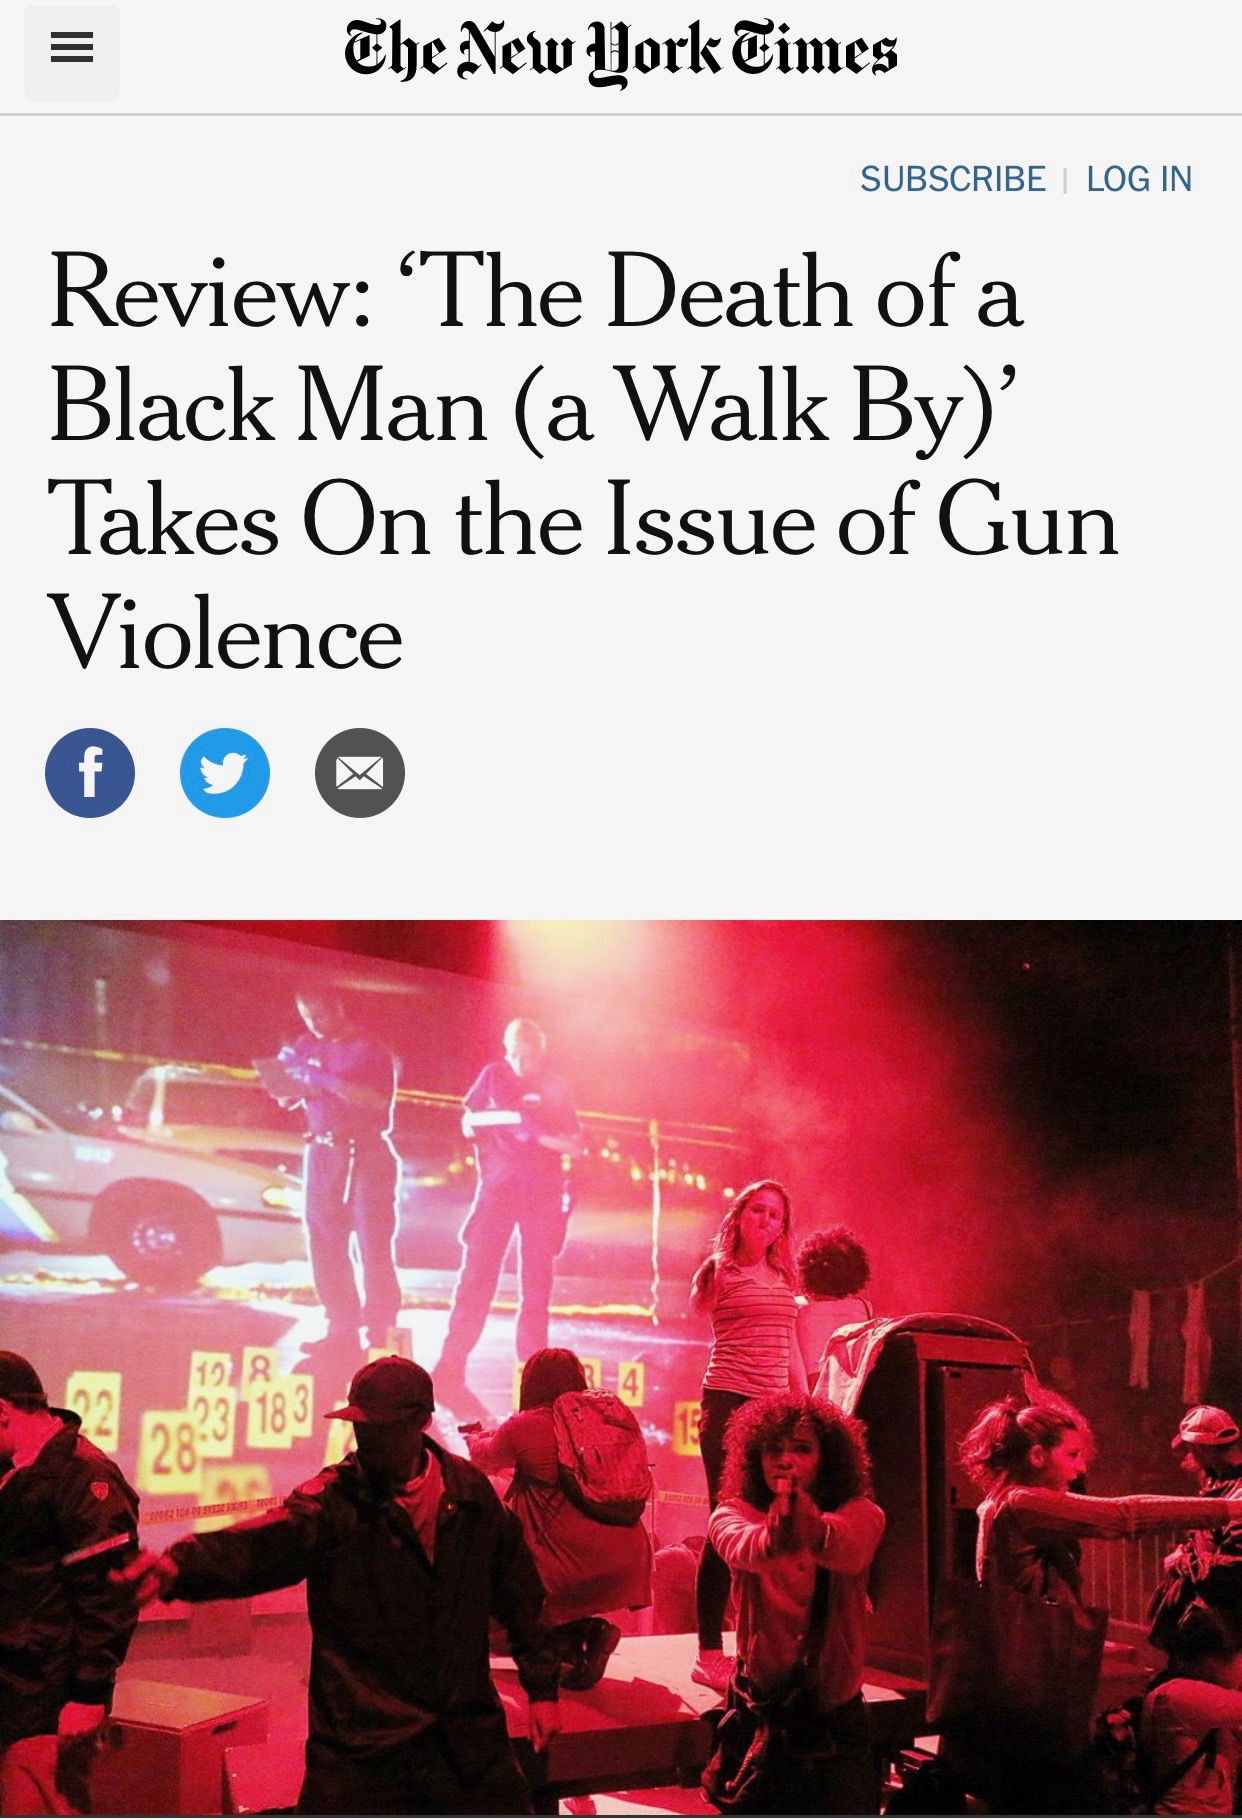 The New York Times
SUBSCRIBE | LOG IN
Review: ‘The Death of a
Black Man (a Walk By)’
Takes On the Issue of Gun
Violence
12 8
4
22 23 18 3
28 15